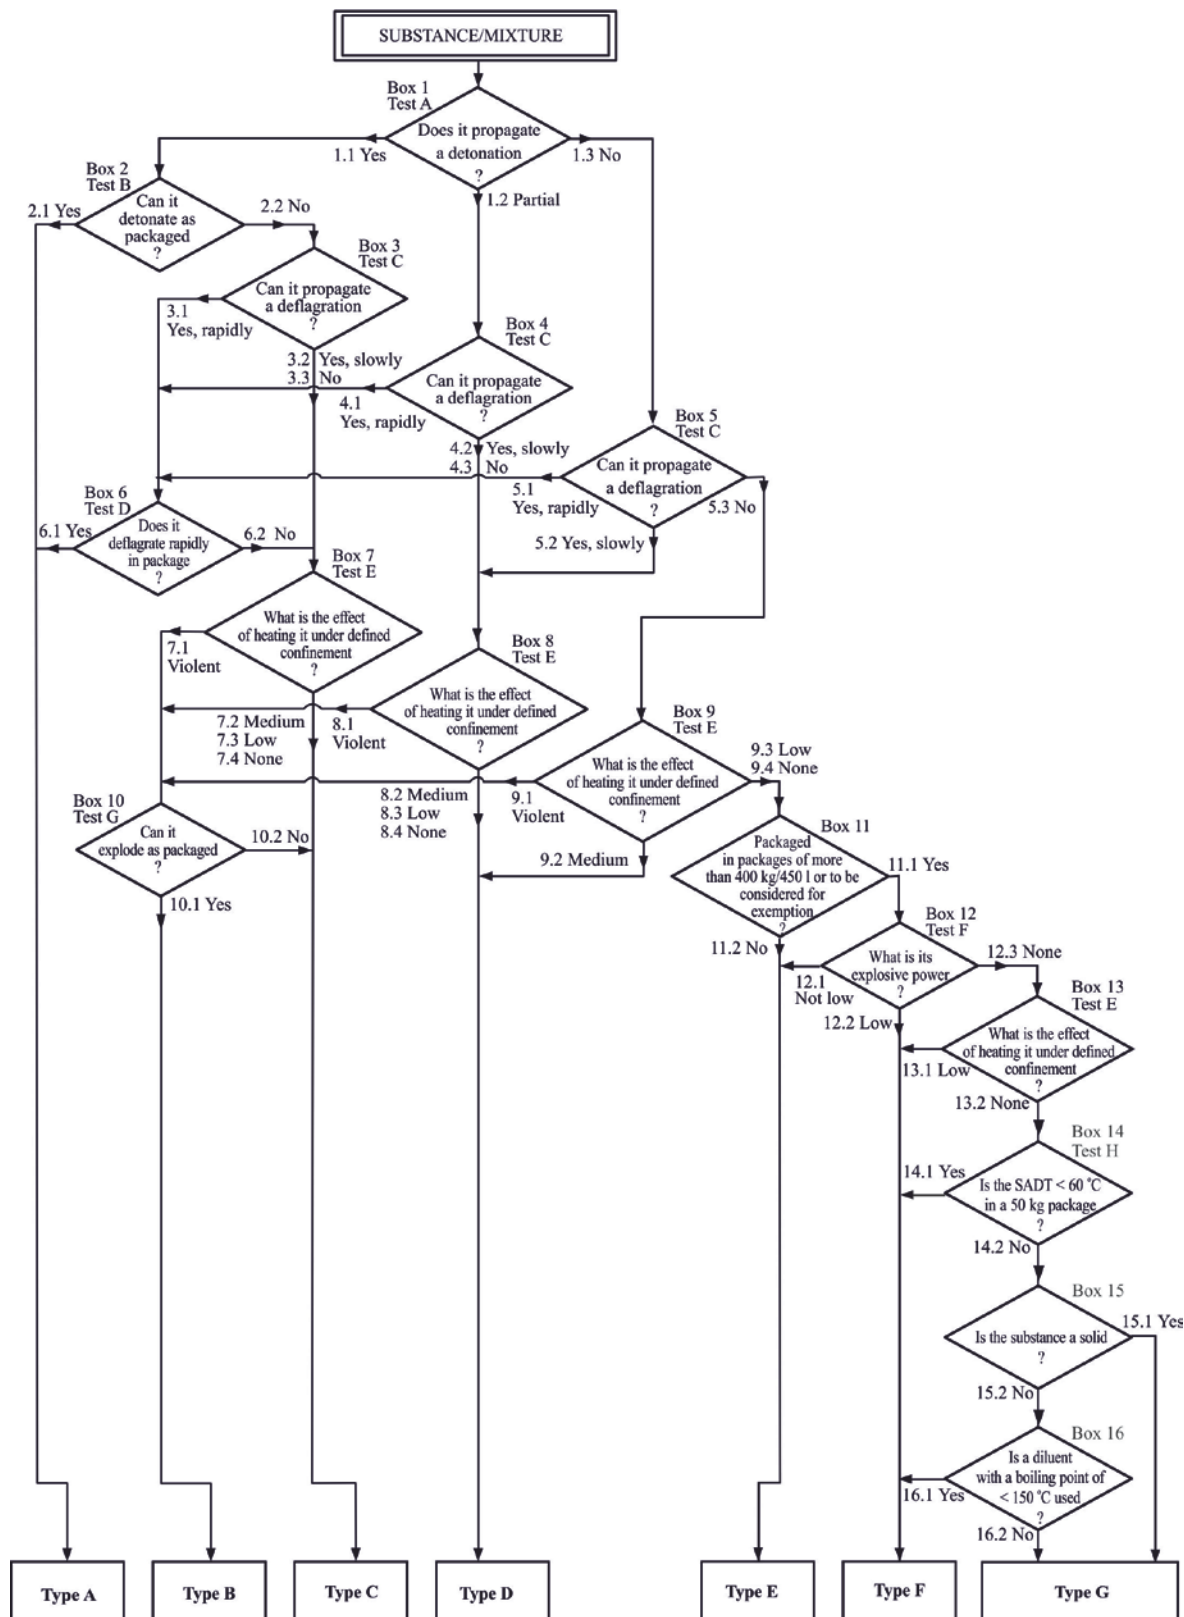 SUBSTANCE/MIXTURE
Box 1
Test A
Does it propagate
a detonation
?
1.1 Yes
1.3 No
1.2 Partial
Box 2
Test B
Can it
detonate as
packaged
?
2.1 Yes
2.2 No
Box 3
Test C
Can it propagate
a deflagration
?
3.1
Yes, rapidly
3.2 Yes, slowly
3.3 No
Box 4
Test C
Can it propagate
a deflagration
?
4.1
Yes, rapidly
4.2 Yes, slowly
4.3 No
Box 5
Test C
Can it propagate
a deflagration
?
5.1
Yes, rapidly
5.3 No
5.2 Yes, slowly
Box 6
Test D
Does it
deflagrate rapidly
in package
?
6.1 Yes
6.2 No
Box 7
Test E
What is the effect
of heating it under defined
confinement
?
7.1
Violent
7.2 Medium
7.3 Low
7.4 None
Box 8
Test E
What is the effect
of heating it under defined
confinement
?
8.1
Violent
8.2 Medium
8.3 Low
8.4 None
Box 9
Test E
What is the effect
of heating it under defined
confinement
?
9.1
Violent
9.3 Low
9.4 None
9.2 Medium
Box 10
Test G
Can it
explode as packaged
?
10.2 No
10.1 Yes
Box 11
Packaged
in packages of more
than 400 kg/450 l or to be
considered for
exemption
?
11.1 Yes
11.2 No
Box 12
Test F
What is its
explosive power
?
12.1
Not low
12.3 None
12.2 Low
Box 13
Test E
What is the effect
of heating it under defined
confinement
?
13.1 Low
13.2 None
Box 14
Test H
Is the SADT < 60 °C
in a 50 kg package
?
14.1 Yes
14.2 No
Box 15
Is the substance a solid
?
15.1 Yes
15.2 No
Box 16
Is a diluent
with a boiling point of
< 150 °C used
?
16.1 Yes
16.2 No
Type A
Type B
Type C
Type D
Type E
Type F
Type G